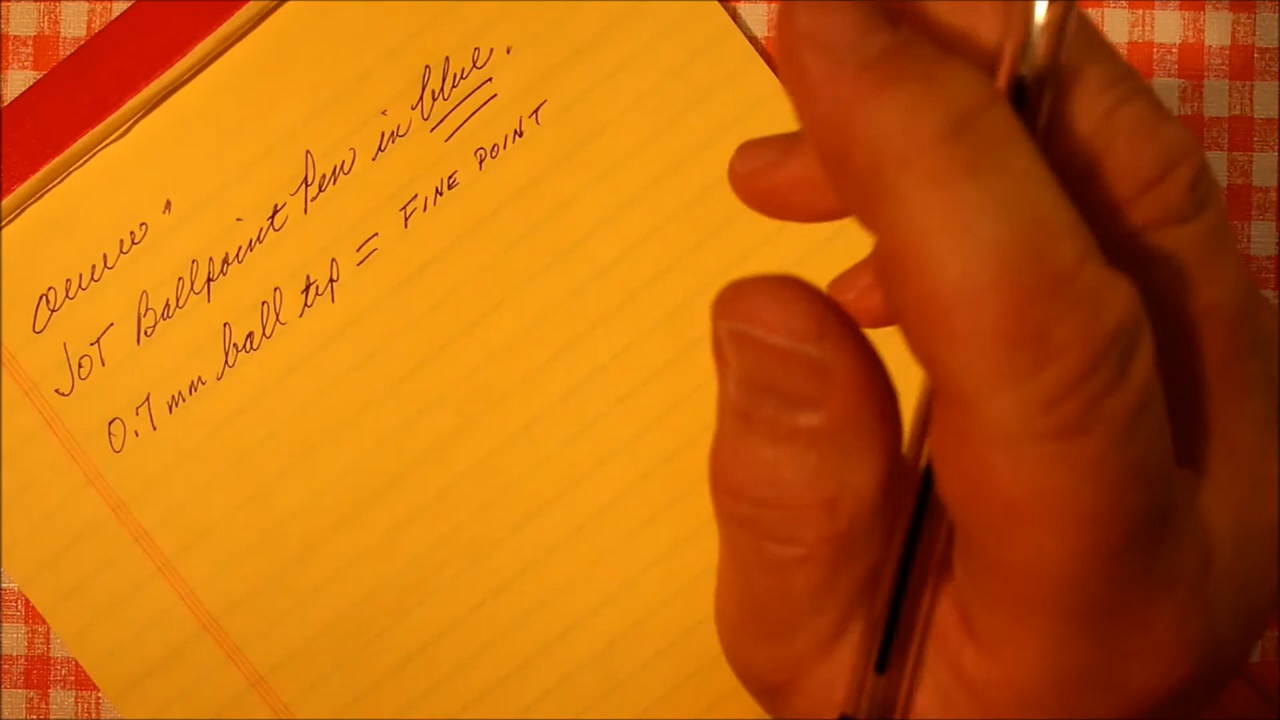 JOT Ballpoint Pen in blue.
0.7 mm ball tip = FINE POINT